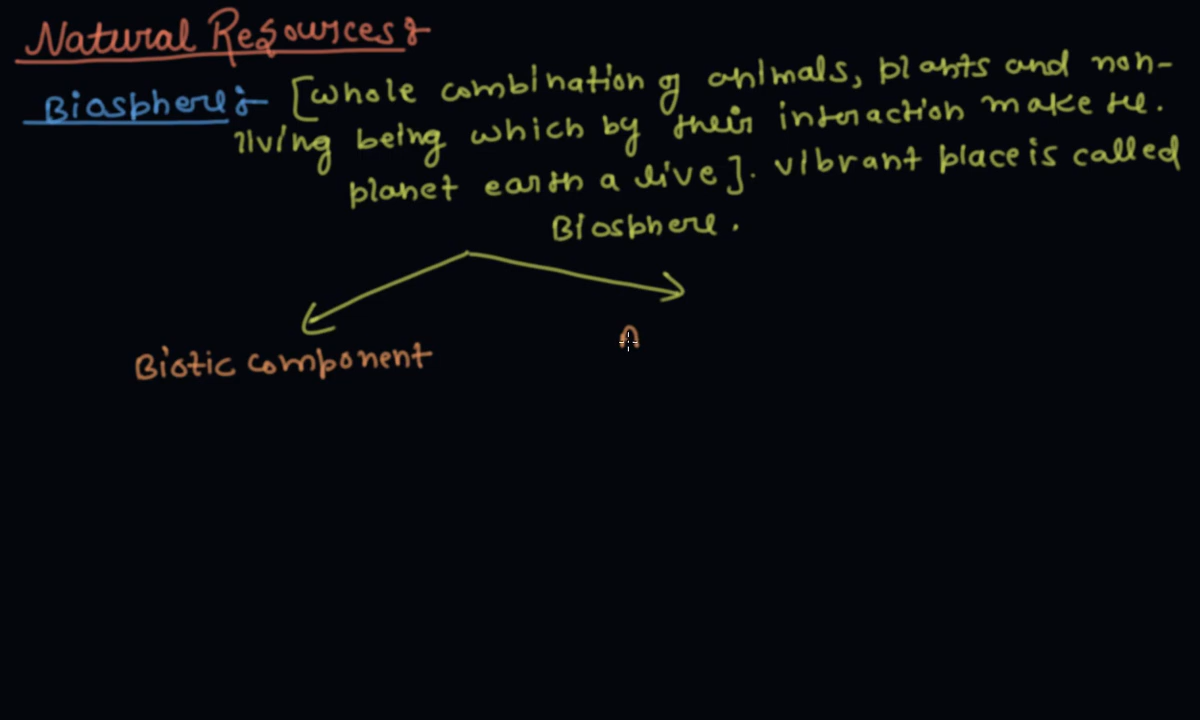 Natural Resources:-
Biosphere:- [whole combination of animals, plants and non-
living being which by their interaction make the.
planet earth a live]. vibrant place is called
Biosphere.
Biotic component
A